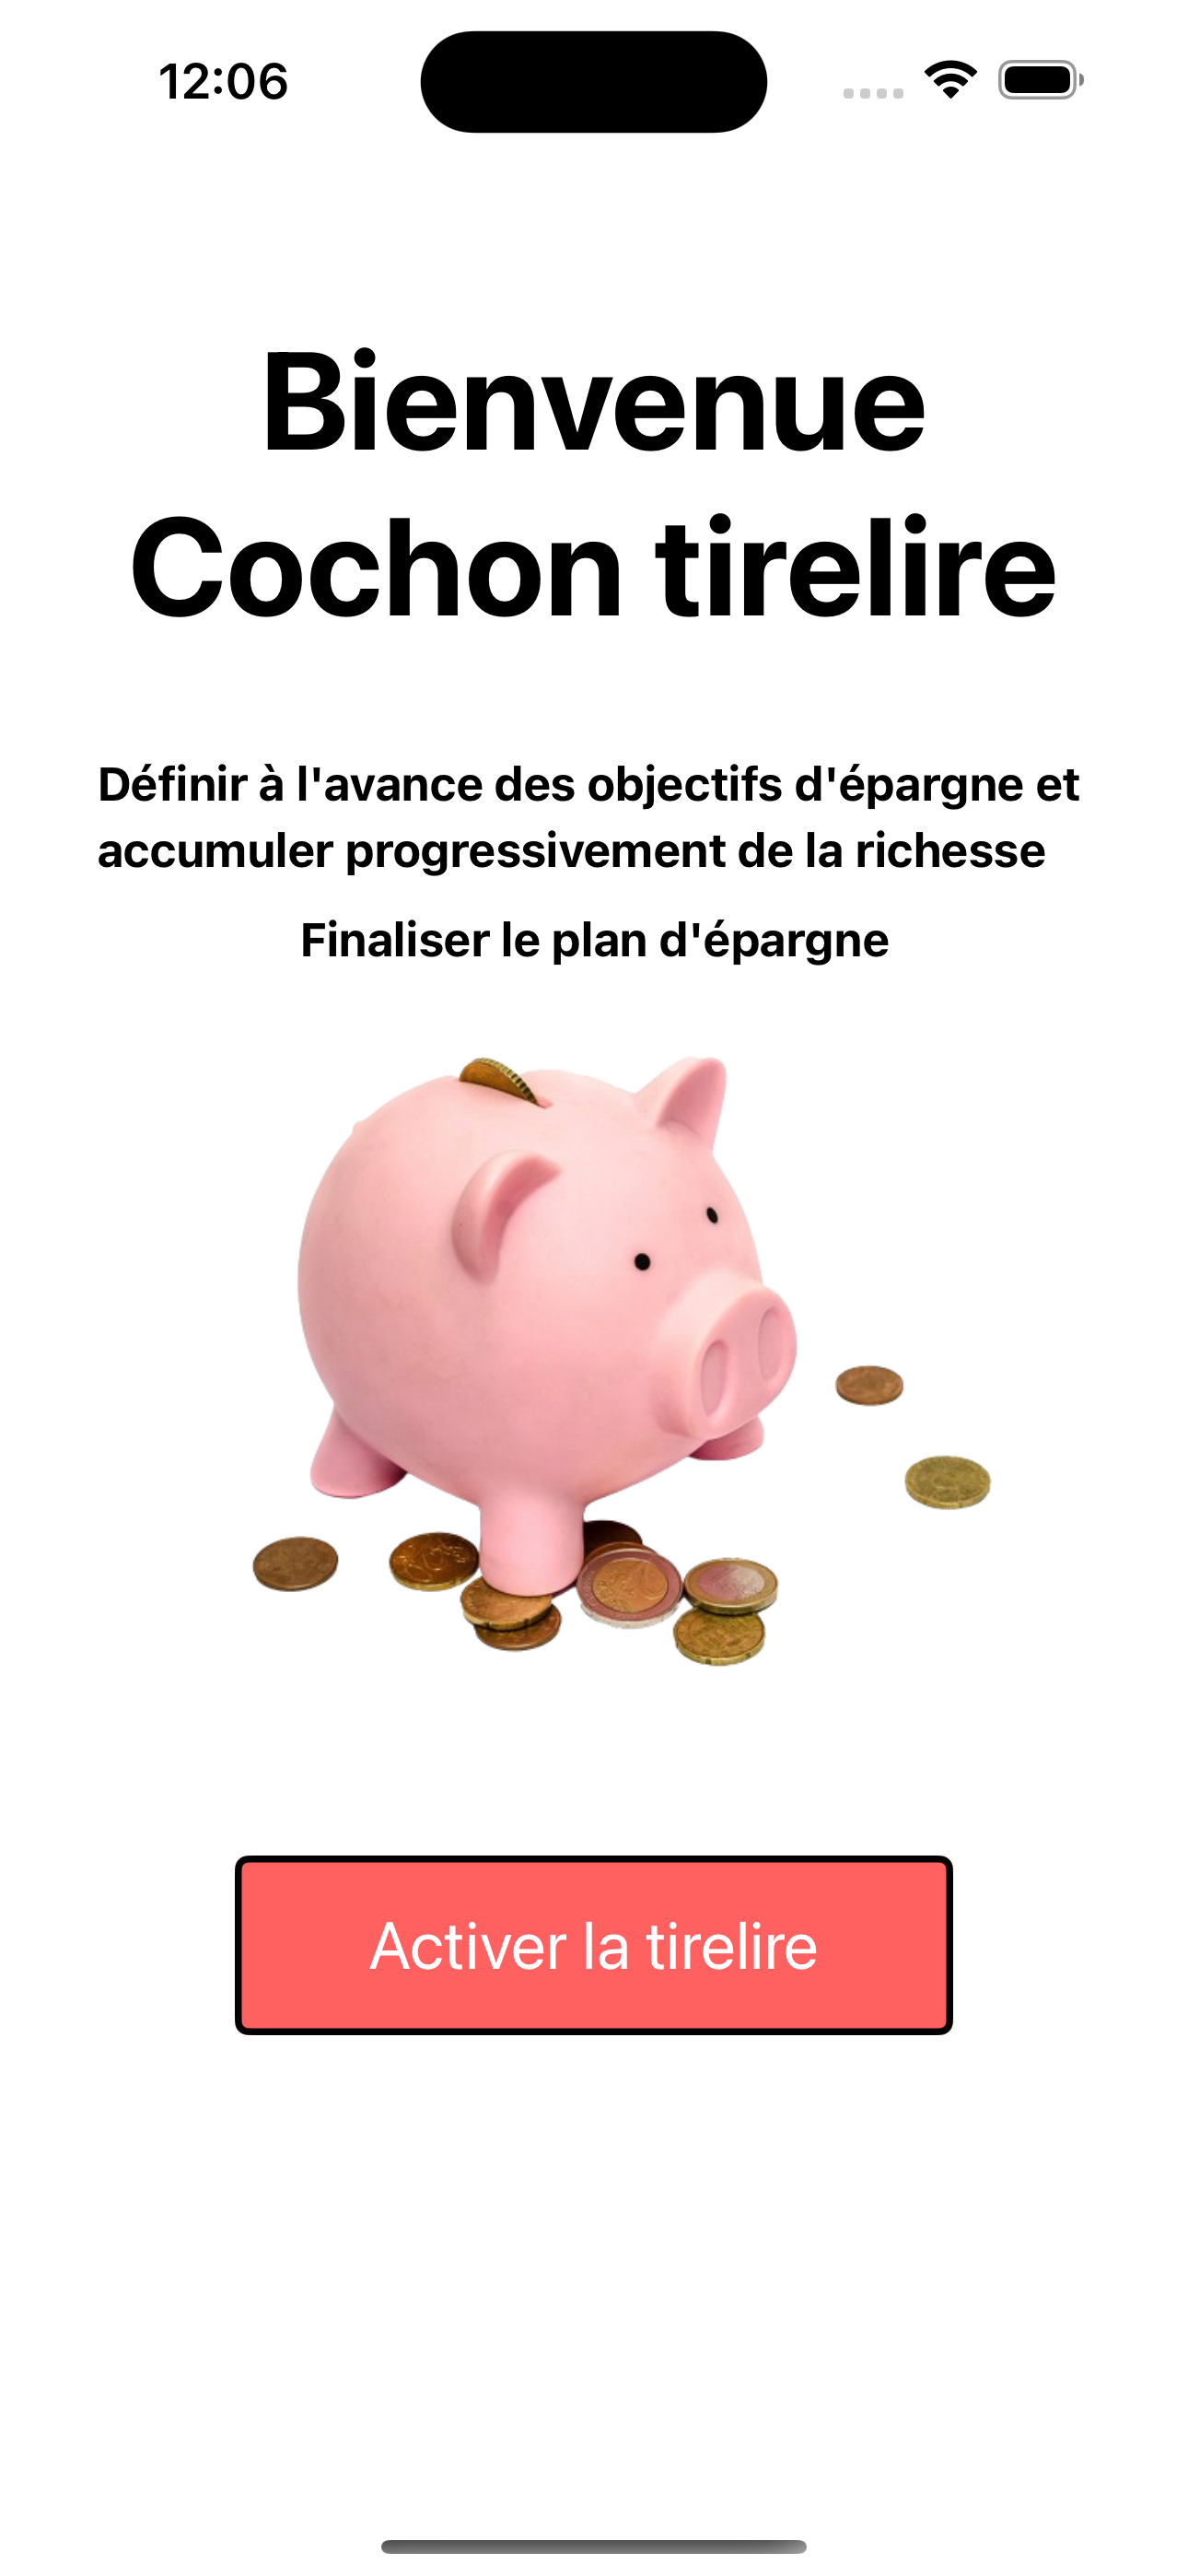 12:06
Bienvenue
Cochon tirelire
Définir à l'avance des objectifs d'épargne et
accumuler progressivement de la richesse
Finaliser le plan d'épargne
Activer la tirelire